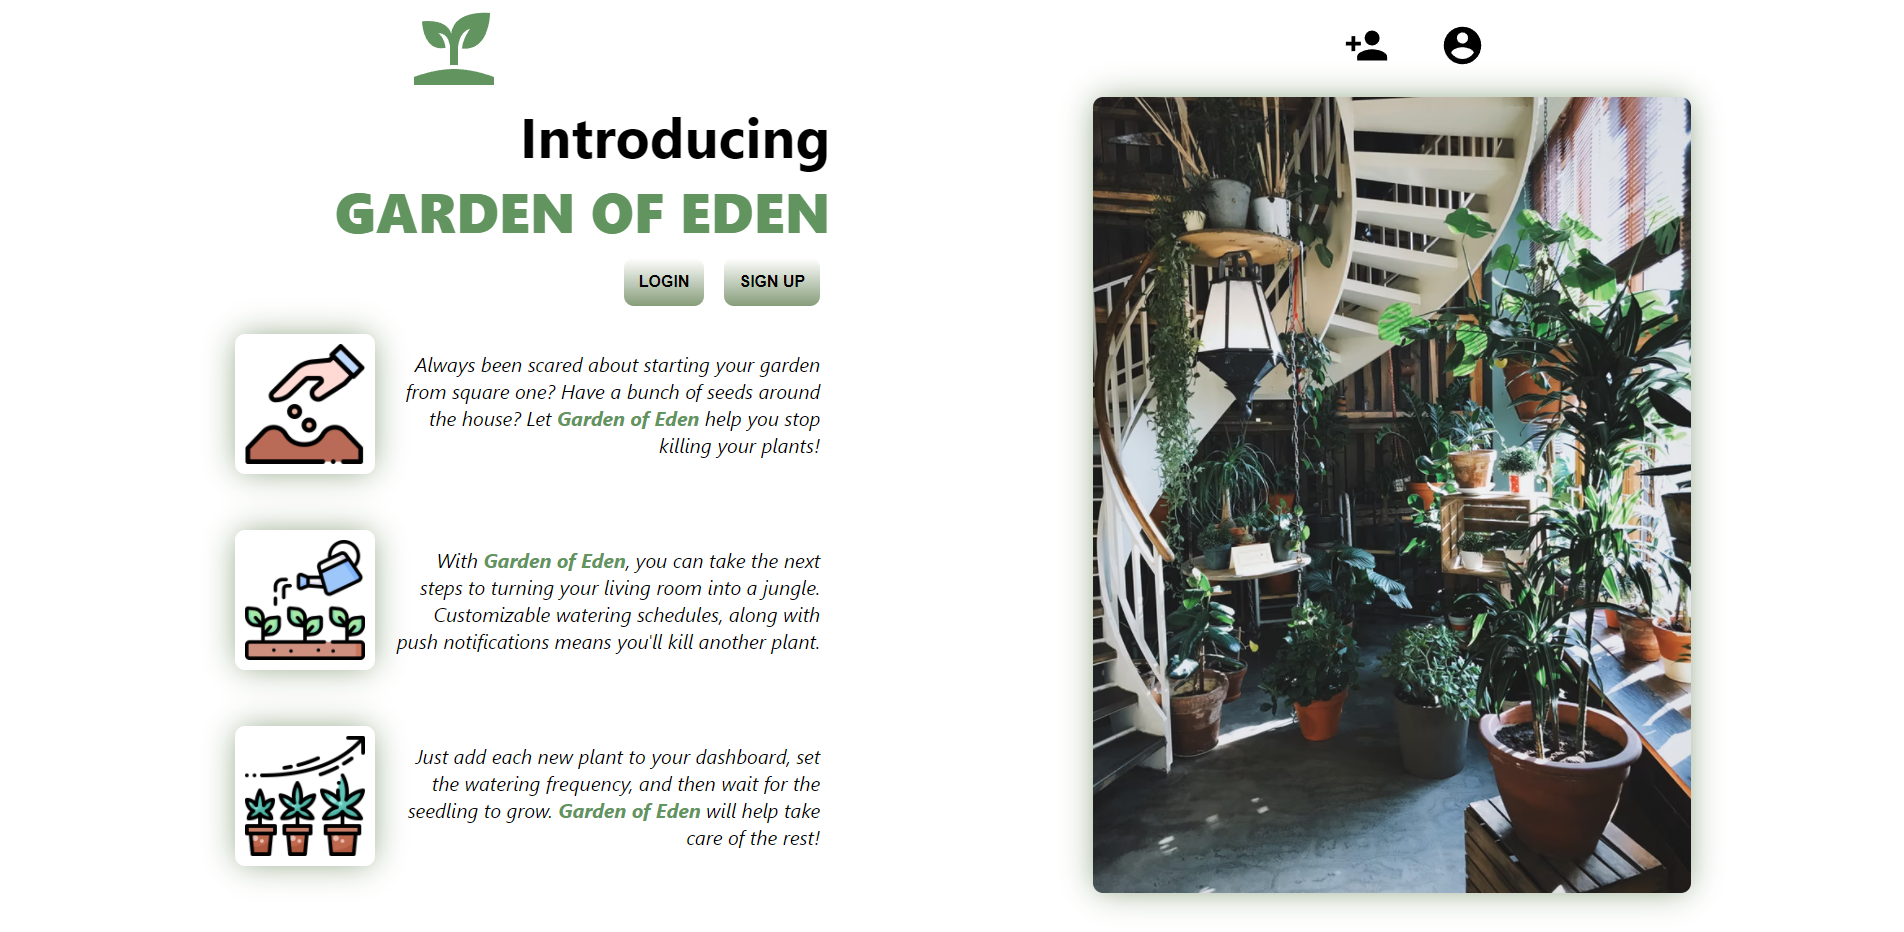 Introducing
GARDEN OF EDEN
LOGIN
SIGN UP
Always been scared about starting your garden
from square one? Have a bunch of seeds around
the house? Let Garden of Eden help you stop
killing your plants!
With Garden of Eden, you can take the next
steps to turning your living room into a jungle.
Customizable watering schedules, along with
push notifications means you'll kill another plant.
Just add each new plant to your dashboard, set
the watering frequency, and then wait for the
seedling to grow. Garden of Eden will help take
care of the rest!